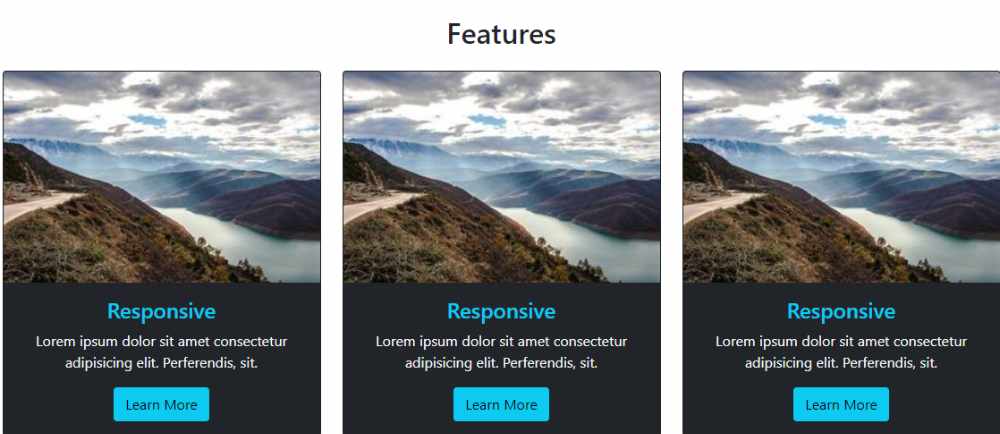 Features
Responsive
Lorem ipsum dolor sit amet consectetur
adipisicing elit. Perferendis, sit.
Learn More
Responsive
Lorem ipsum dolor sit amet consectetur
adipisicing elit. Perferendis, sit.
Learn More
Responsive
Lorem ipsum dolor sit amet consectetur
adipisicing elit. Perferendis, sit.
Learn More